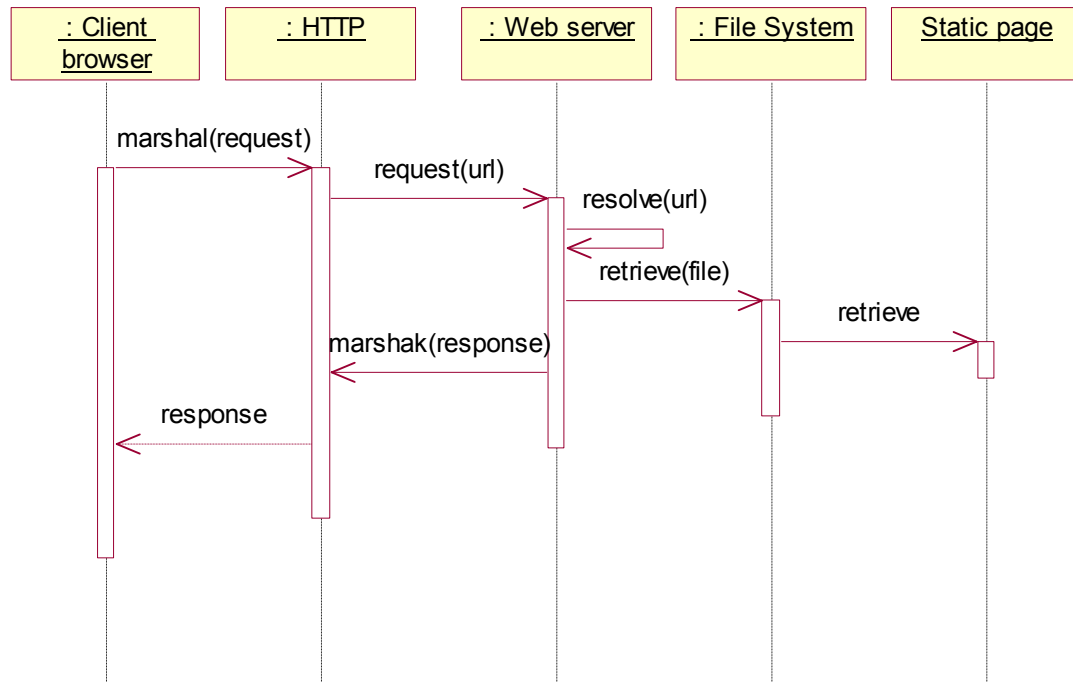 : Client
browser
: HTTP
: Web server
: File System
Static page
marshal(request)
request(url)
resolve(url)
retrieve(file)
retrieve
marshak(response)
response